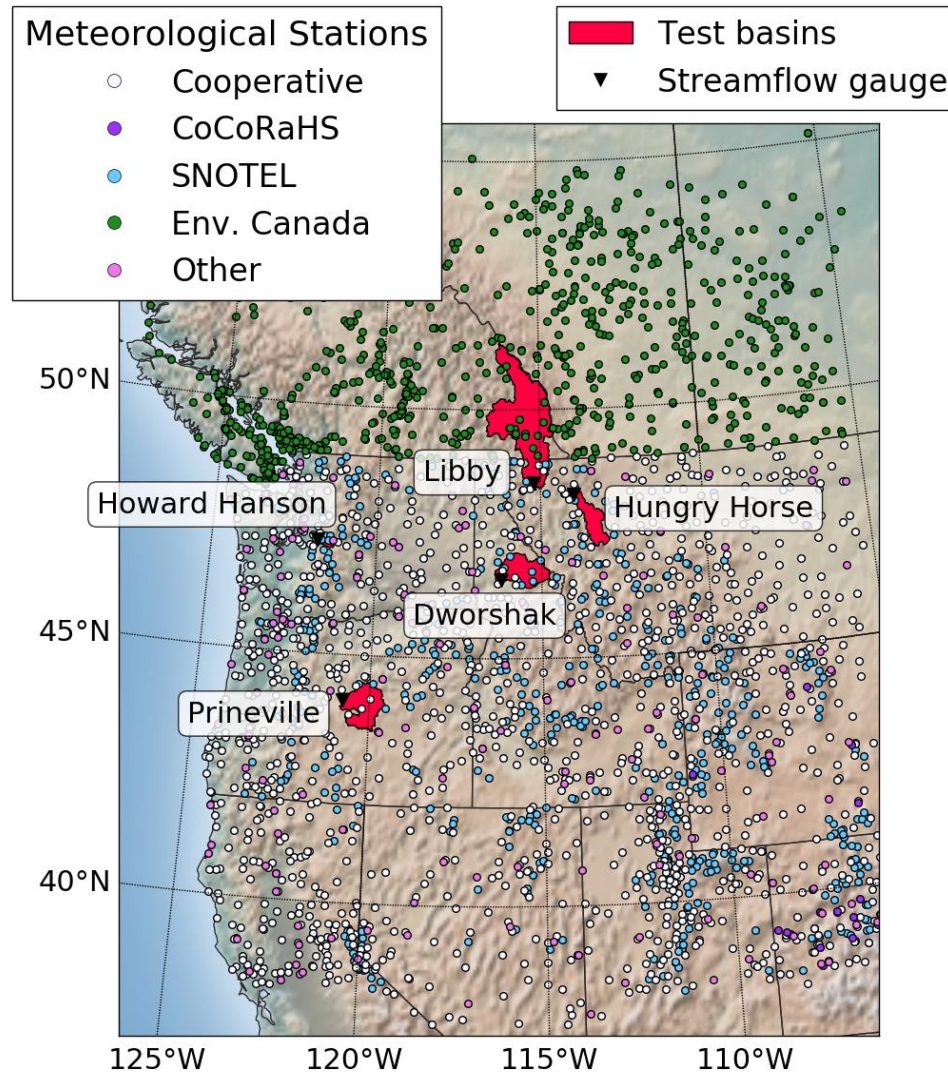 Meteorological Stations
Cooperative
CoCoRaHS
SNOTEL
Env. Canada
Other
Test basins
Streamflow gauge
50°N
45°N
40°N
Libby
Howard Hanson
Hungry Horse
Dworshak
Prineville
125°W
120°W
115°W
110°W